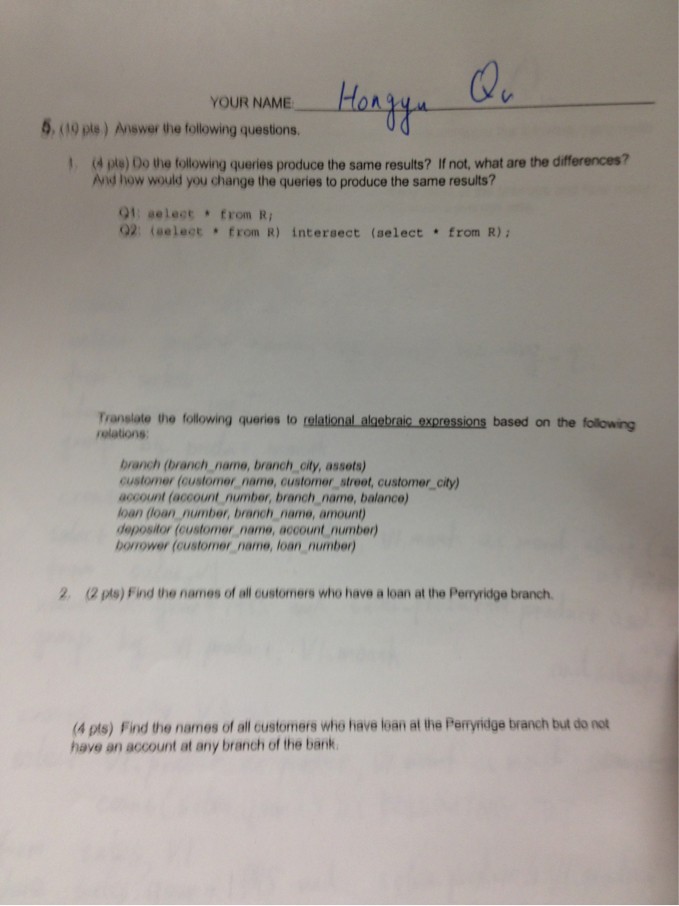 YOUR NAME: Hongyu Qu
5. (10 pts.) Answer the following questions.
1. (4 pts) Do the following queries produce the same results? If not, what are the differences?
And how would you change the queries to produce the same results?
Q1: select * from R;
Q2: (select * from R) intersect (select * from R);
Translate the following queries to relational algebraic expressions based on the following
relations:
branch (branch_name, branch_city, assets)
customer (customer_name, customer_street, customer_city)
account (account_number, branch_name, balance)
loan (loan_number, branch_name, amount)
depositor (customer_name, account_number)
borrower (customer_name, loan_number)
2. (2 pts) Find the names of all customers who have a loan at the Perryridge branch.
(4 pts) Find the names of all customers who have loan at the Perryridge branch but do not
have an account at any branch of the bank.